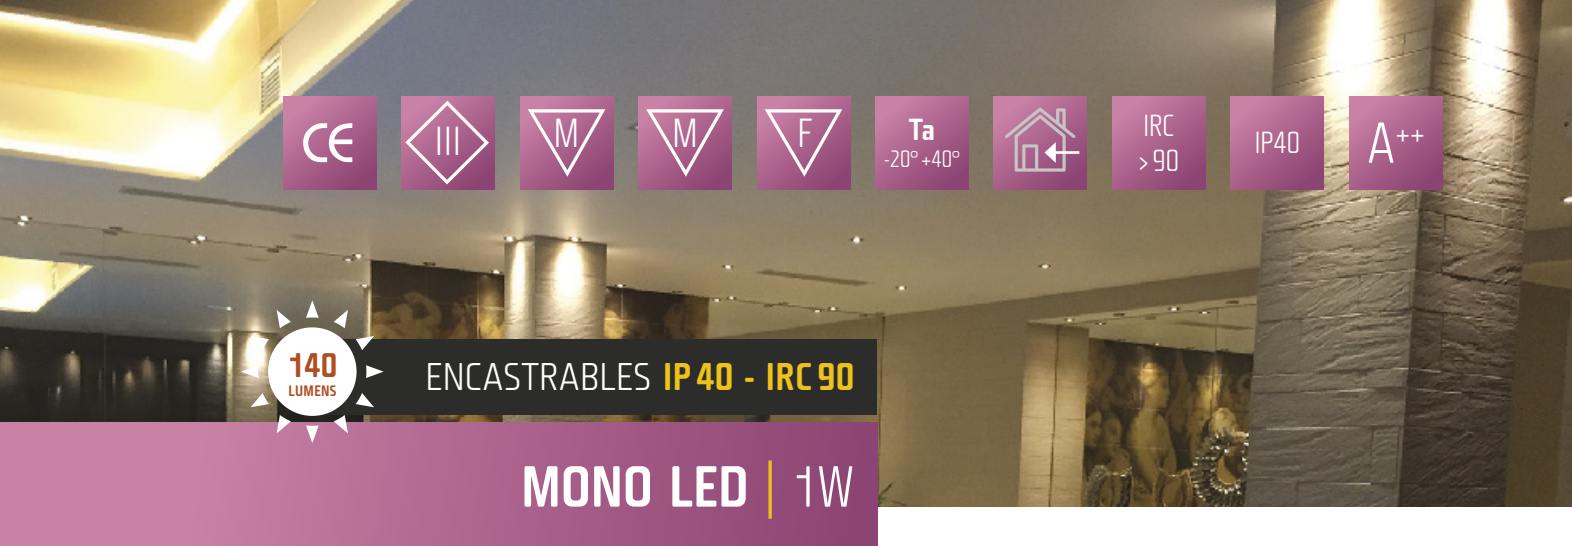 CE
III
M
M
F
Ta
-20° +40°
IRC
> 90
IP40
A++
140
LUMENS
ENCASTRABLES IP 40 - IRC 90
MONO LED | 1W